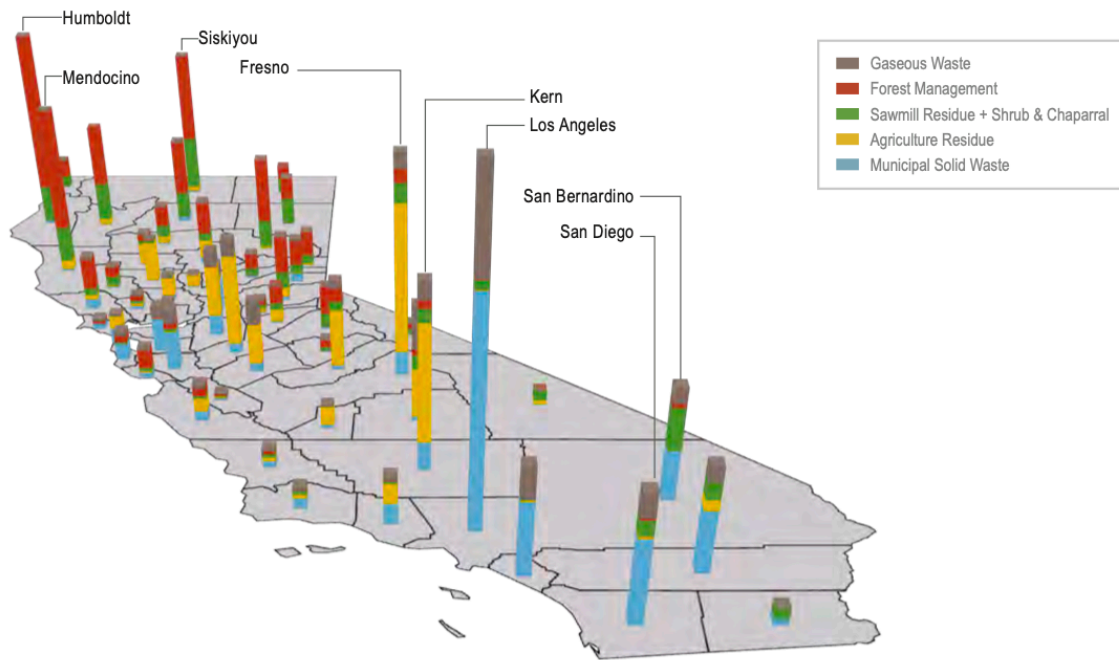 Humboldt
Siskiyou
Mendocino
Fresno
Kern
Los Angeles
San Bernardino
San Diego
Gaseous Waste
Forest Management
Sawmill Residue + Shrub & Chaparral
Agriculture Residue
Municipal Solid Waste